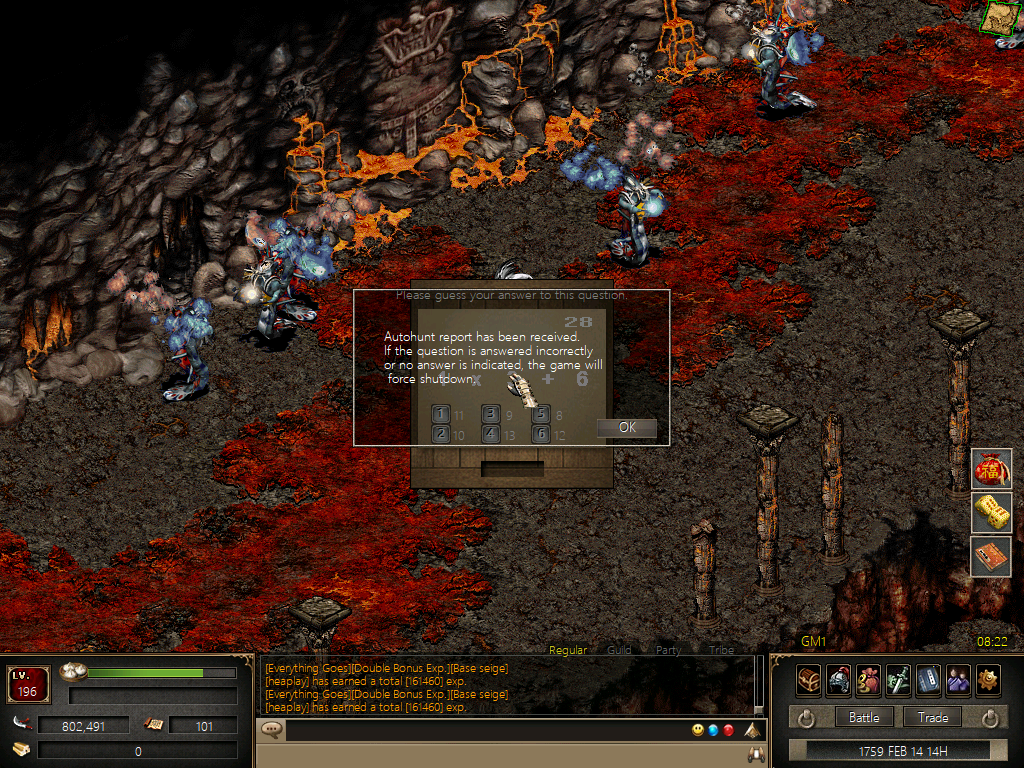 Please guess your answer to this question.
28
Autohunt report has been received.
If the question is answered incorrectly
or no answer is indicated, the game will
force shutdown.
x + 6
1 11 3 9 5 8
2 10 4 13 6 12
OK
福
Regular Guild Party Tribe
GM1 08:22
[Everything Goes][Double Bonus Exp.][Base seige]
[heaplay] has earned a total [161460] exp.
[Everything Goes][Double Bonus Exp.][Base seige]
[heaplay] has earned a total [161460] exp.
LV.
196
802,491 101
0
Battle Trade
1759 FEB 14 14H